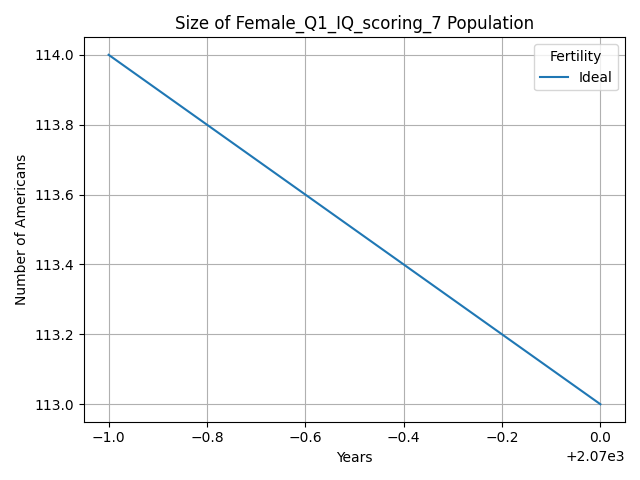 Size of Female_Q1_IQ_scoring_7 Population
Fertility
Ideal
Number of Americans
114.0
113.8
113.6
113.4
113.2
113.0
−1.0 −0.8 −0.6 −0.4 −0.2 0.0
+2.07e3
Years